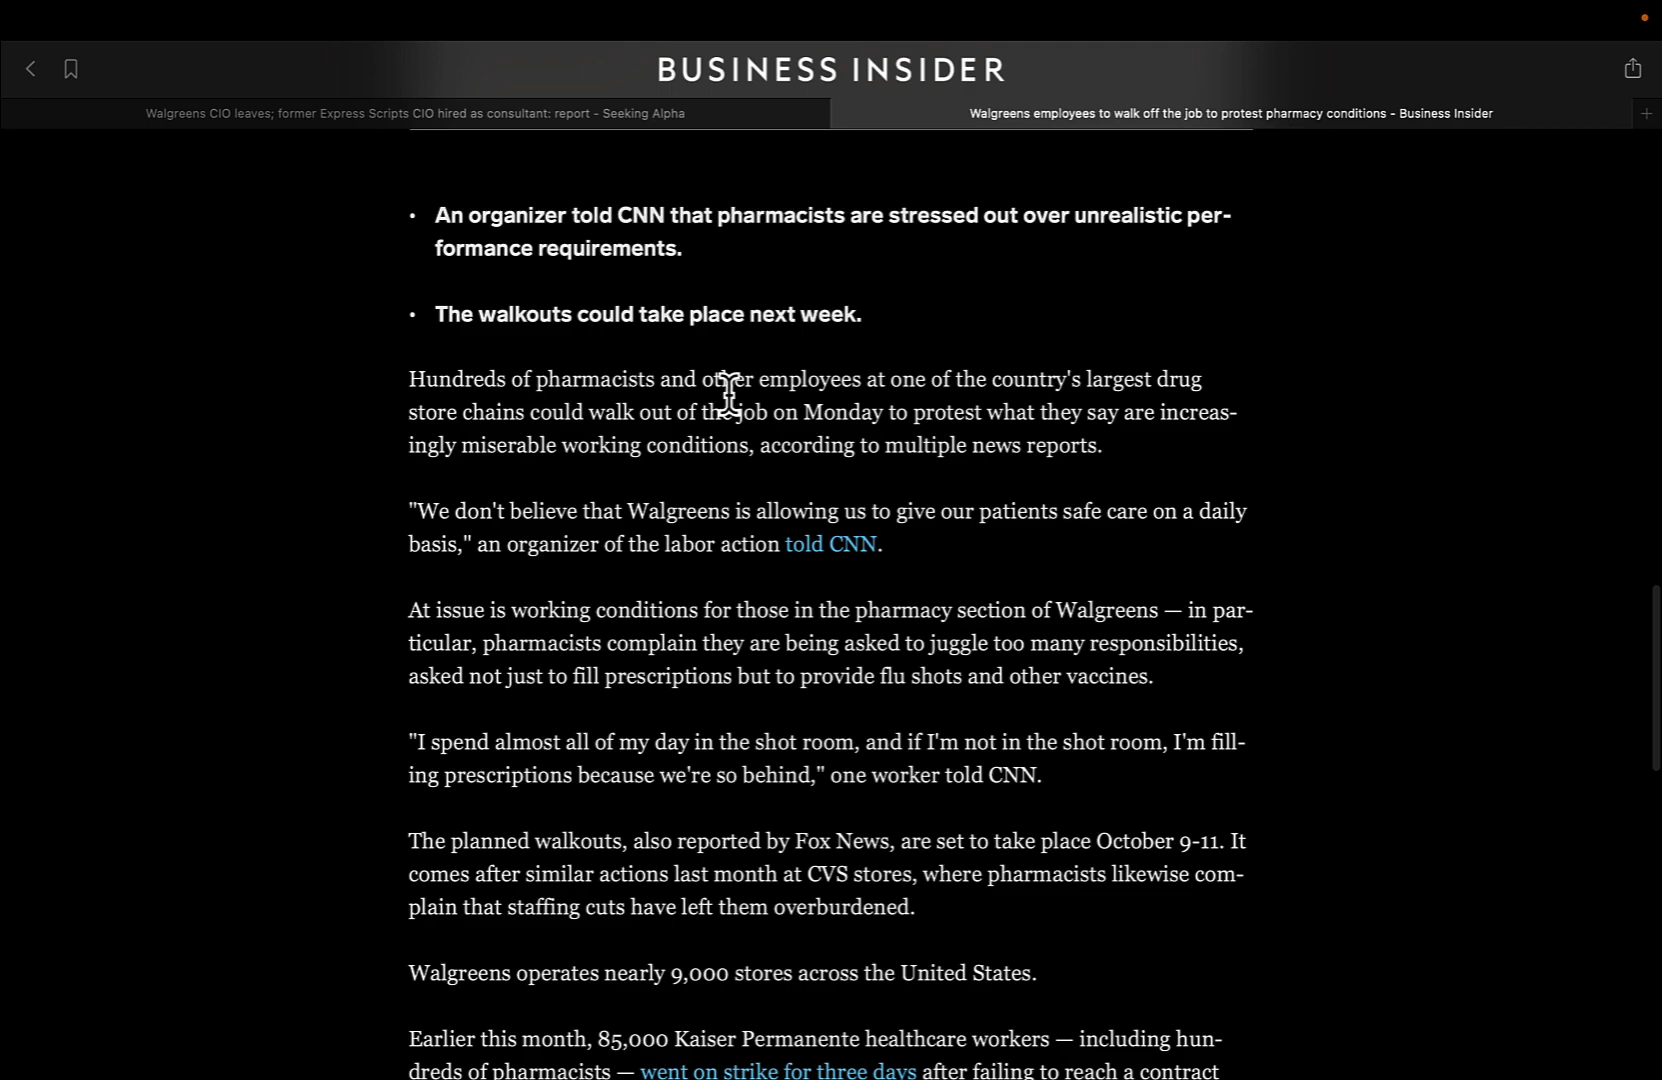 BUSINESS INSIDER
Walgreens CIO leaves; former Express Scripts CIO hired as consultant: report - Seeking Alpha
Walgreens employees to walk off the job to protest pharmacy conditions - Business Insider
• An organizer told CNN that pharmacists are stressed out over unrealistic per-
formance requirements.
• The walkouts could take place next week.
Hundreds of pharmacists and other employees at one of the country's largest drug
store chains could walk out of the job on Monday to protest what they say are increas-
ingly miserable working conditions, according to multiple news reports.
"We don't believe that Walgreens is allowing us to give our patients safe care on a daily
basis," an organizer of the labor action told CNN.
At issue is working conditions for those in the pharmacy section of Walgreens — in par-
ticular, pharmacists complain they are being asked to juggle too many responsibilities,
asked not just to fill prescriptions but to provide flu shots and other vaccines.
"I spend almost all of my day in the shot room, and if I'm not in the shot room, I'm fill-
ing prescriptions because we're so behind," one worker told CNN.
The planned walkouts, also reported by Fox News, are set to take place October 9-11. It
comes after similar actions last month at CVS stores, where pharmacists likewise com-
plain that staffing cuts have left them overburdened.
Walgreens operates nearly 9,000 stores across the United States.
Earlier this month, 85,000 Kaiser Permanente healthcare workers — including hun-
dreds of pharmacists — went on strike for three days after failing to reach a contract